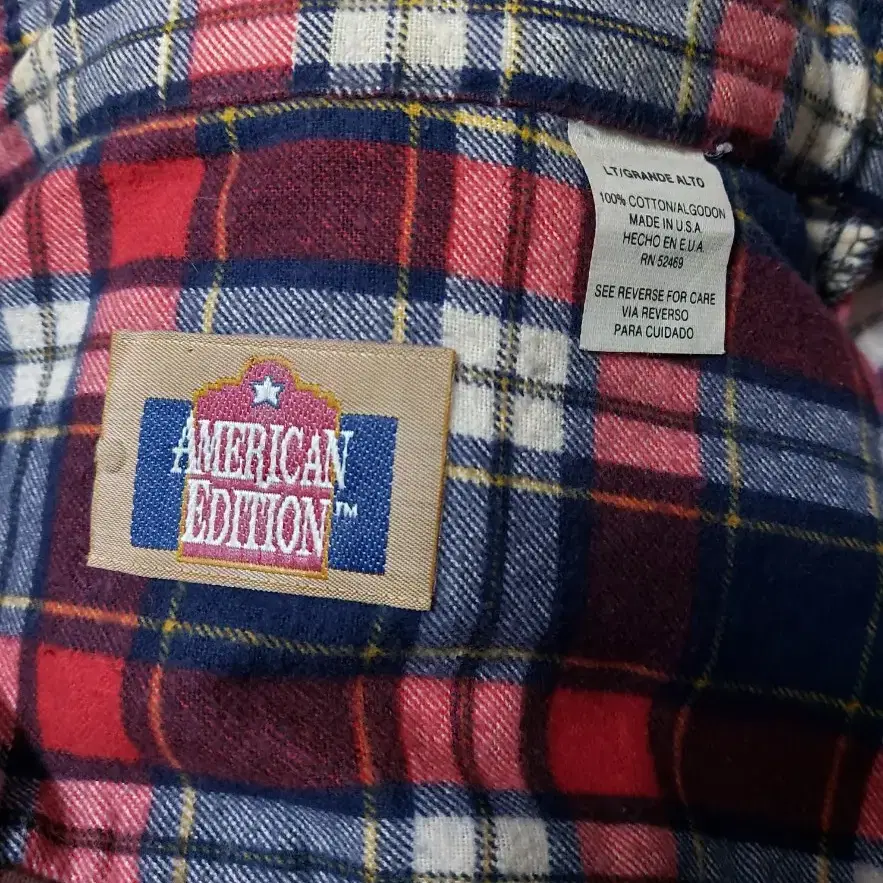 AMERICAN
EDITION™
LT/GRANDE ALTO
100% COTTON/ALGODON
MADE IN U.S.A
HECHO EN E.U.A.
RN 52469
SEE REVERSE FOR CARE
VIA REVERSO
PARA CUIDADO